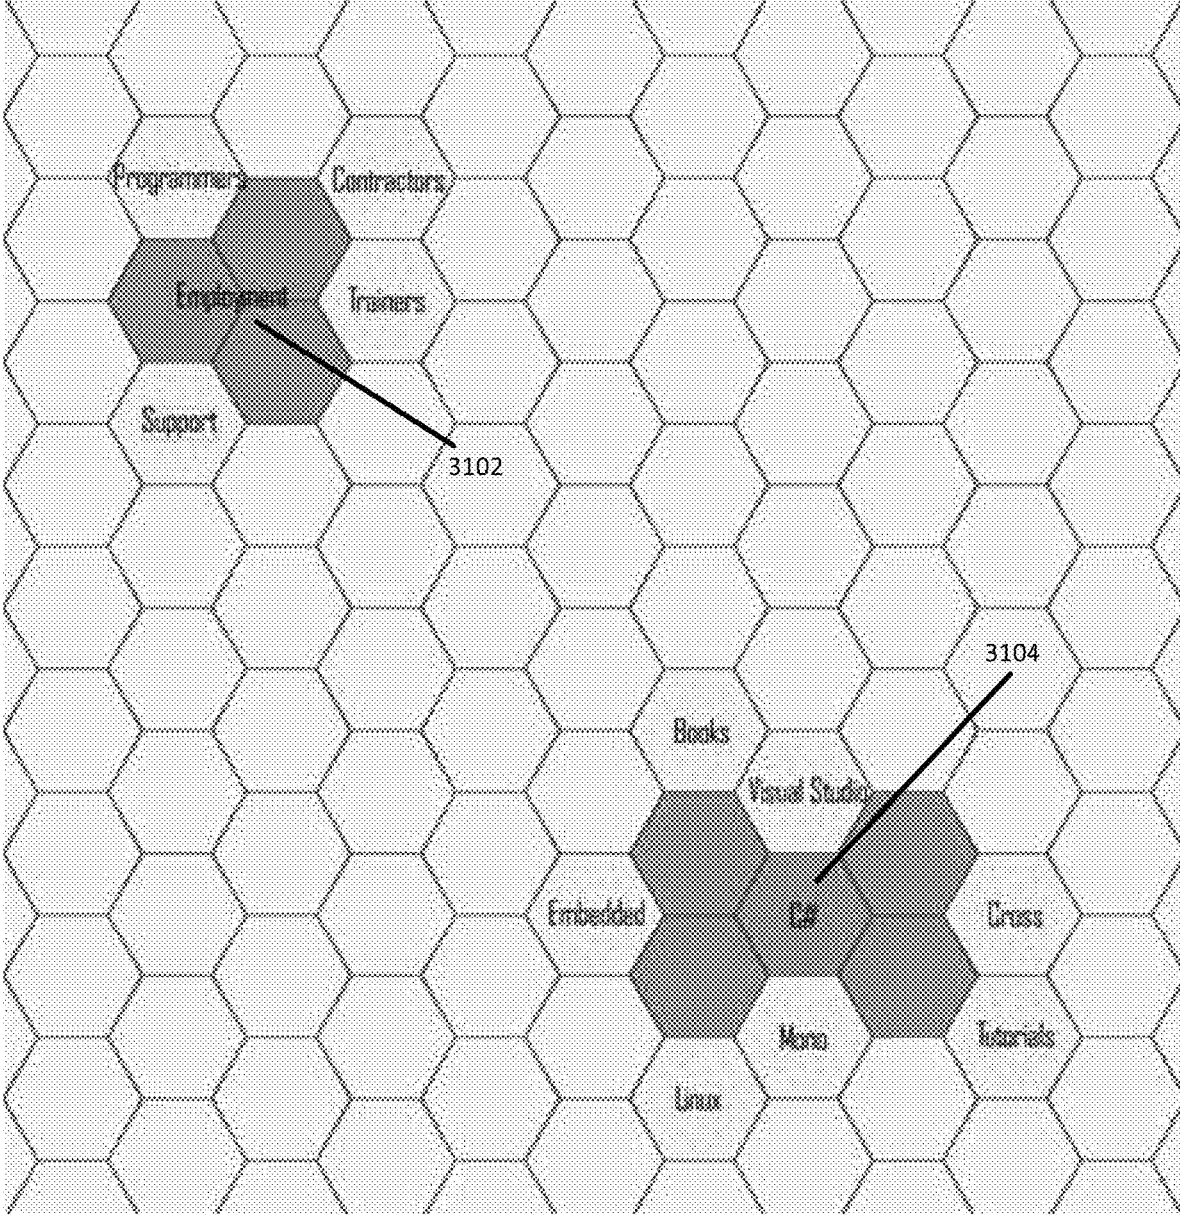 Programmers
Contractors
Employment
Trainers
Support
3102
3104
Books
Visual Studio
Embedded
C#
Cross
Mono
Tutorials
Linux